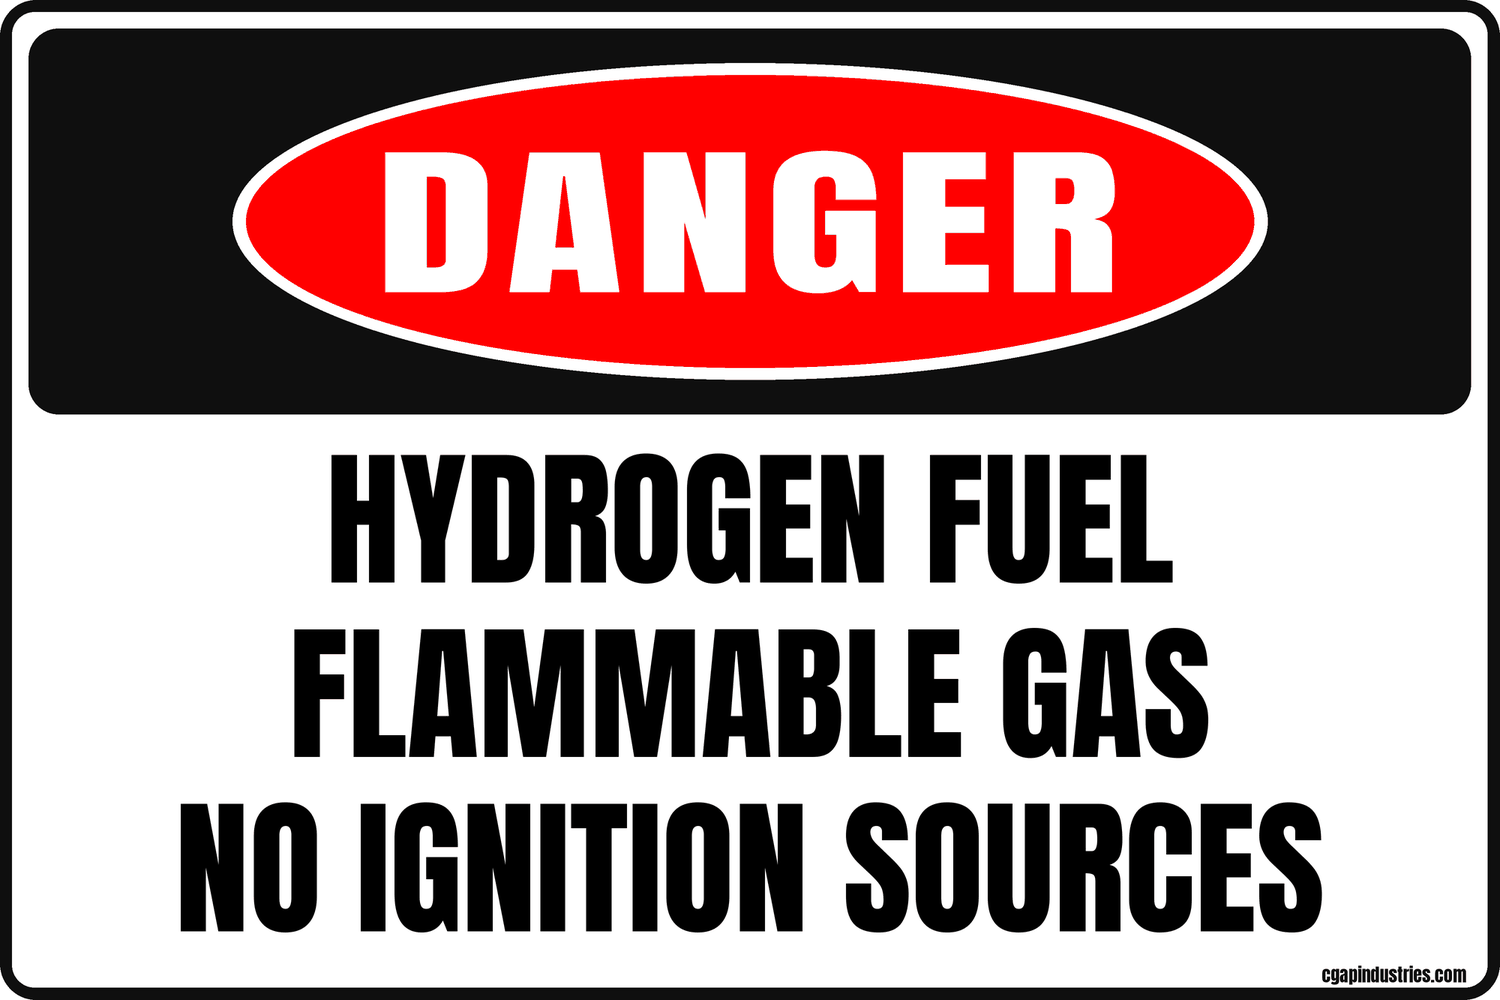 DANGER
HYDROGEN FUEL
FLAMMABLE GAS
NO IGNITION SOURCES
cgapindustries.com